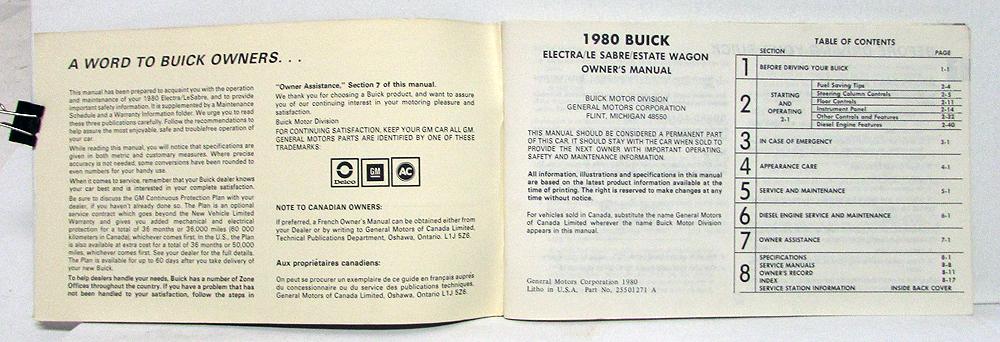 A WORD TO BUICK OWNERS. . .
This manual has been prepared to acquaint you with the operation
and maintenance of your 1980 Electra/LeSabre, and to provide
important safety information. It is supplemented by a Maintenance
Schedule and a Warranty Information folder. We urge you to read
these three publications carefully. Follow the recommendations to
help assure the most enjoyable, safe and troublefree operation of
your car.
While reading this manual, you will notice that specifications are
given in both metric and customary measures. Where precise
accuracy is not needed, some conversions have been rounded to
even numbers for your handy use.
When it comes to service, remember that your Buick dealer knows
your car best and is interested in your complete satisfaction.
Be sure to discuss the GM Continuous Protection Plan with your
dealer, if you haven't already done so. The Plan is an optional
service contract which goes beyond the New Vehicle Limited
Warranty and gives you added mechanical and electrical
protection for a total of 36 months or 36,000 miles (60 000
kilometers in Canada), whichever comes first. In the U.S., the Plan
is also available at extra cost for a total of 36 months or 50,000
miles, whichever comes first. See your dealer for the full details.
The Plan is available for up to 60 days after you take delivery of
your new Buick.
To help dealers handle your needs, Buick has a number of Zone
Offices throughout the country. If you have a problem that has
not been handled to your satisfaction, follow the steps in
"Owner Assistance," Section 7 of this manual.
We thank you for choosing a Buick product, and want to assure
you of our continuing interest in your motoring pleasure and
satisfaction.
Buick Motor Division
FOR CONTINUING SATISFACTION, KEEP YOUR GM CAR ALL GM.
GENERAL MOTORS PARTS ARE IDENTIFIED BY ONE OF THESE
TRADEMARKS:
Delco GM AC
NOTE TO CANADIAN OWNERS:
If preferred, a French Owner's Manual can be obtained either from
your Dealer or by writing to General Motors of Canada Limited,
Technical Publications Department, Oshawa, Ontario. L1J 5Z6.
Aux propriétaires canadiens:
On peut se procurer un exemplaire de ce guide en français auprès
du concessionnaire ou du service des publications techniques,
General Motors of Canada Limited, Oshawa, Ontario L1J 5Z6.
1980 BUICK
ELECTRA/LE SABRE/ESTATE WAGON
OWNER'S MANUAL
BUICK MOTOR DIVISION
GENERAL MOTORS CORPORATION
FLINT, MICHIGAN 48550
THIS MANUAL SHOULD BE CONSIDERED A PERMANENT PART
OF THIS CAR. IT SHOULD STAY WITH THE CAR WHEN SOLD TO
PROVIDE THE NEXT OWNER WITH IMPORTANT OPERATING,
SAFETY AND MAINTENANCE INFORMATION.
All information, illustrations and specifications in this manual
are based on the latest product information available at the
time of printing. The right is reserved to make changes at any
time without notice.
For vehicles sold in Canada, substitute the name General Motors
of Canada Limited wherever the name Buick Motor Division
appears in this manual.
General Motors Corporation 1980
Litho in U.S.A. Part No. 25501271 A
TABLE OF CONTENTS
SECTION PAGE
1 BEFORE DRIVING YOUR BUICK 1-1
2 STARTING AND OPERATING 2-1
Fuel Saving Tips 2-4
Steering Column Controls 2-5
Floor Controls 2-11
Instrument Panel 2-14
Other Controls and Features 2-32
Diesel Engine Features 2-40
3 IN CASE OF EMERGENCY 3-1
4 APPEARANCE CARE 4-1
5 SERVICE AND MAINTENANCE 5-1
6 DIESEL ENGINE SERVICE AND MAINTENANCE 6-1
7 OWNER ASSISTANCE 7-1
8 SPECIFICATIONS 8-1
SERVICE MANUALS 8-8
OWNER'S RECORD 8-11
INDEX 8-17
SERVICE STATION INFORMATION INSIDE BACK COVER